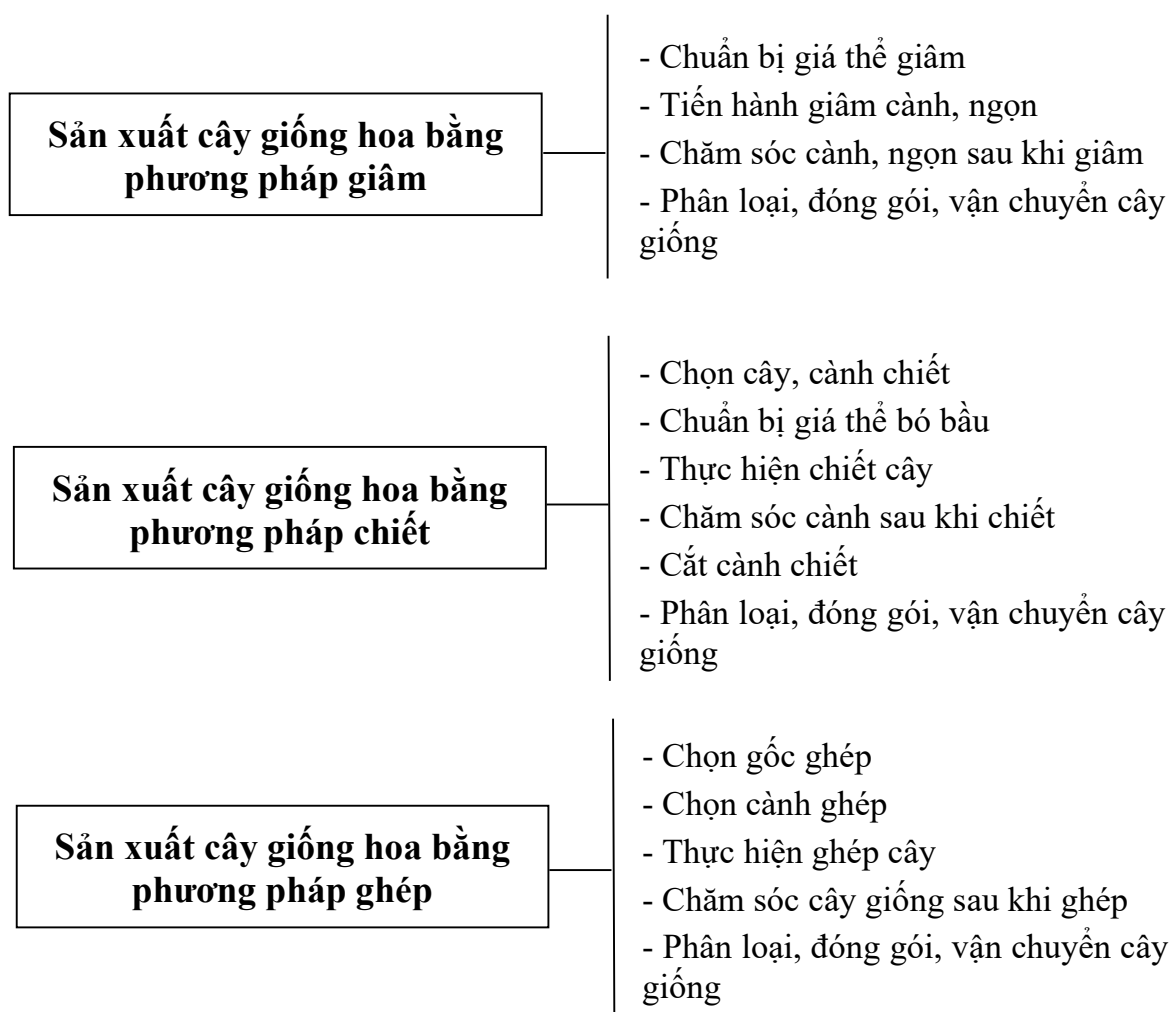 Sản xuất cây giống hoa bằng
phương pháp giâm
- Chuẩn bị giá thể giâm
- Tiến hành giâm cành, ngọn
- Chăm sóc cành, ngọn sau khi giâm
- Phân loại, đóng gói, vận chuyển cây
giống
Sản xuất cây giống hoa bằng
phương pháp chiết
- Chọn cây, cành chiết
- Chuẩn bị giá thể bó bầu
- Thực hiện chiết cây
- Chăm sóc cành sau khi chiết
- Cắt cành chiết
- Phân loại, đóng gói, vận chuyển cây
giống
Sản xuất cây giống hoa bằng
phương pháp ghép
- Chọn gốc ghép
- Chọn cành ghép
- Thực hiện ghép cây
- Chăm sóc cây giống sau khi ghép
- Phân loại, đóng gói, vận chuyển cây
giống